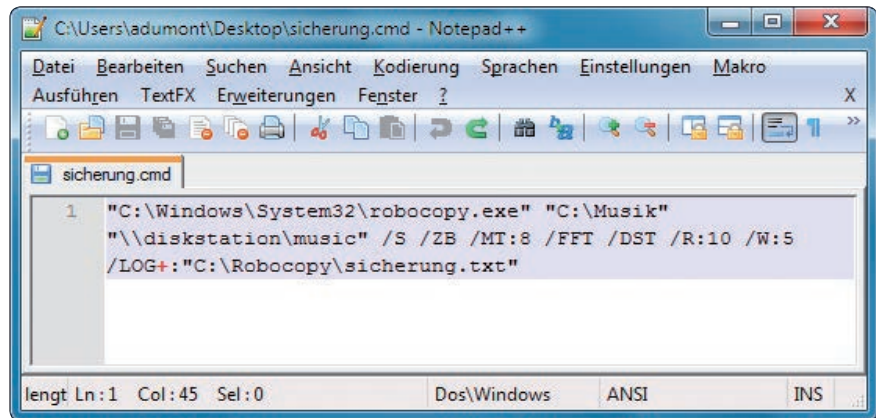 C:\Users\adumont\Desktop\sicherung.cmd - Notepad++
Datei Bearbeiten Suchen Ansicht Kodierung Sprachen Einstellungen Makro
Ausführen TextFX Erweiterungen Fenster ? X
sicherung.cmd
1 "C:\Windows\System32\robocopy.exe" "C:\Musik"
"\\diskstation\music" /S /ZB /MT:8 /FFT /DST /R:10 /W:5
/LOG+:"C:\Robocopy\sicherung.txt"
lengt Ln:1 Col:45 Sel:0 Dos\Windows ANSI INS